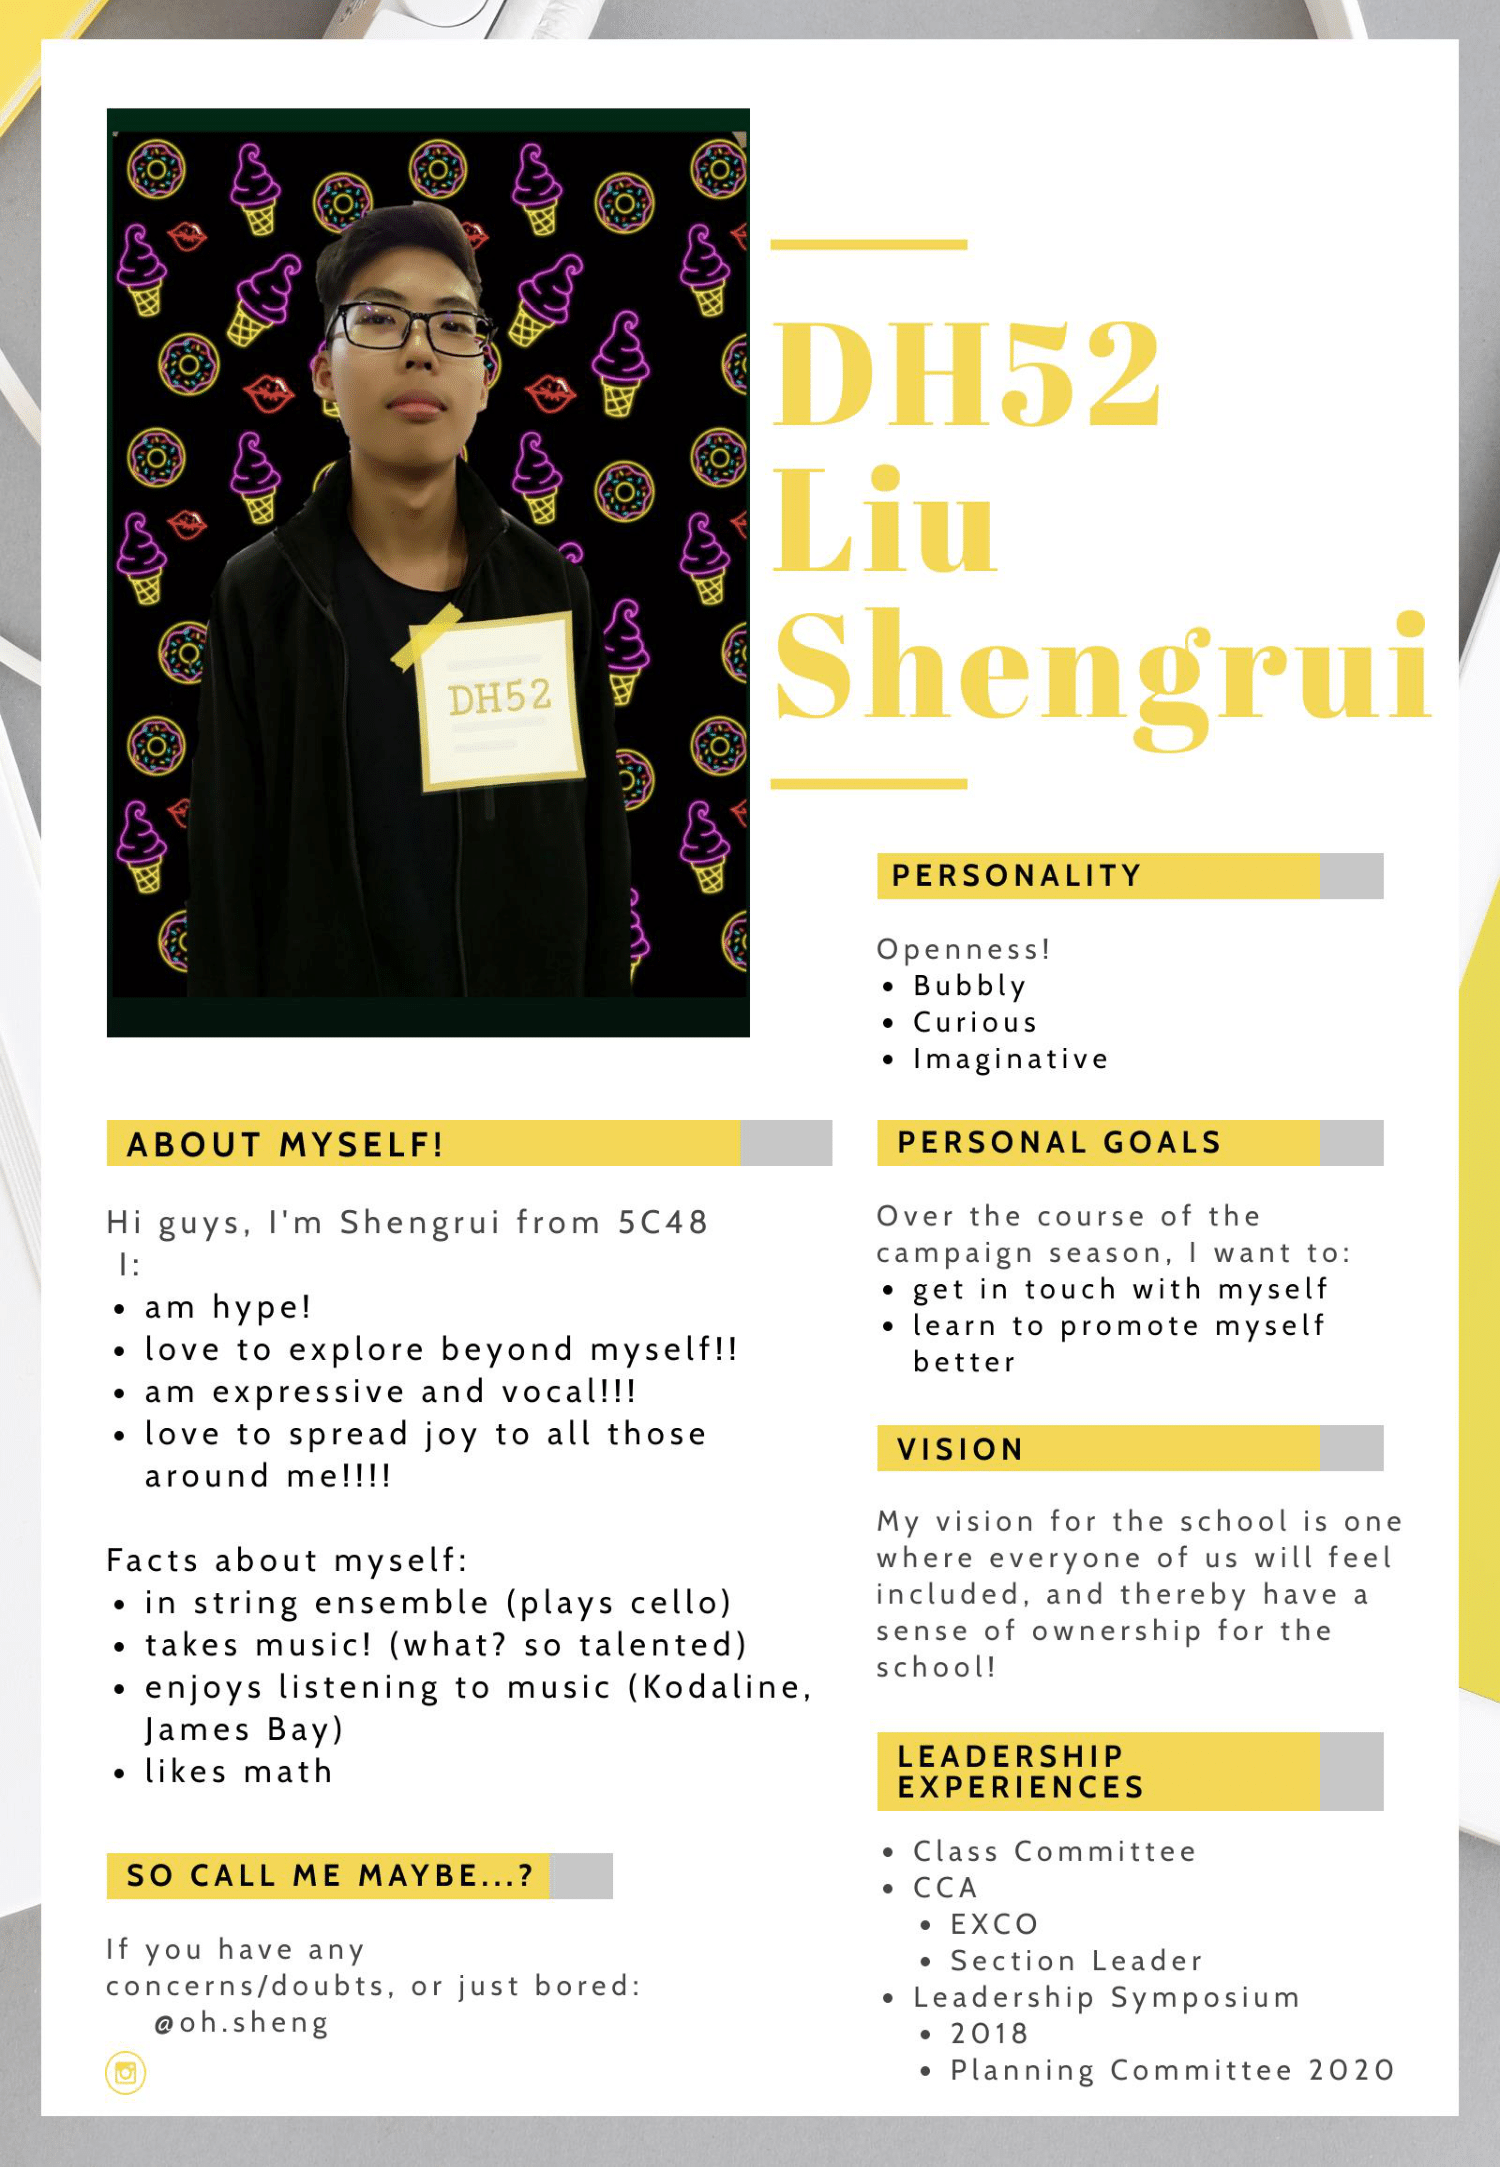 DH52
Liu
Shengrui
DH52
PERSONALITY
Openness!
• Bubbly
• Curious
• Imaginative
ABOUT MYSELF!
Hi guys, I'm Shengrui from 5C48
I:
• am hype!
• love to explore beyond myself!!
• am expressive and vocal!!!
• love to spread joy to all those
around me!!!!
Facts about myself:
• in string ensemble (plays cello)
• takes music! (what? so talented)
• enjoys listening to music (Kodaline,
James Bay)
• likes math
SO CALL ME MAYBE...?
If you have any
concerns/doubts, or just bored:
@oh.sheng
PERSONAL GOALS
Over the course of the
campaign season, I want to:
• get in touch with myself
• learn to promote myself
better
VISION
My vision for the school is one
where everyone of us will feel
included, and thereby have a
sense of ownership for the
school!
LEADERSHIP
EXPERIENCES
• Class Committee
• CCA
• EXCO
• Section Leader
• Leadership Symposium
• 2018
• Planning Committee 2020